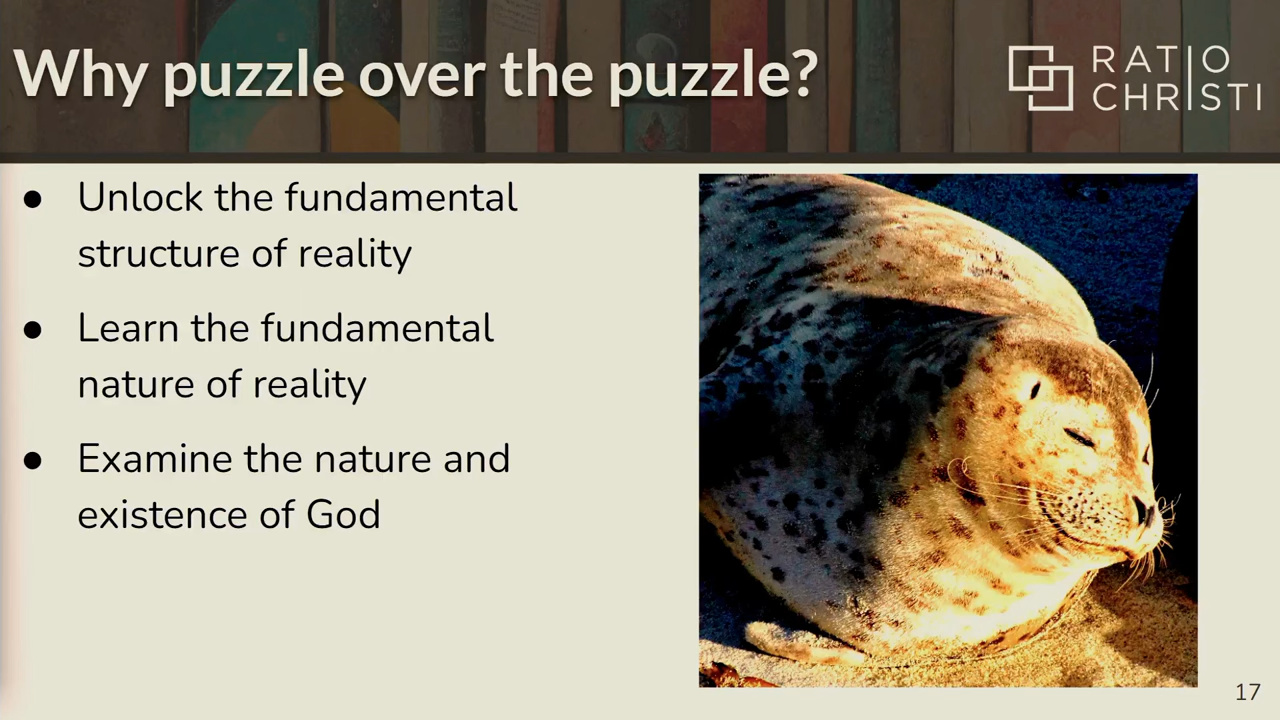 Why puzzle over the puzzle?
RATIO
CHRISTI
● Unlock the fundamental
structure of reality
● Learn the fundamental
nature of reality
● Examine the nature and
existence of God
17